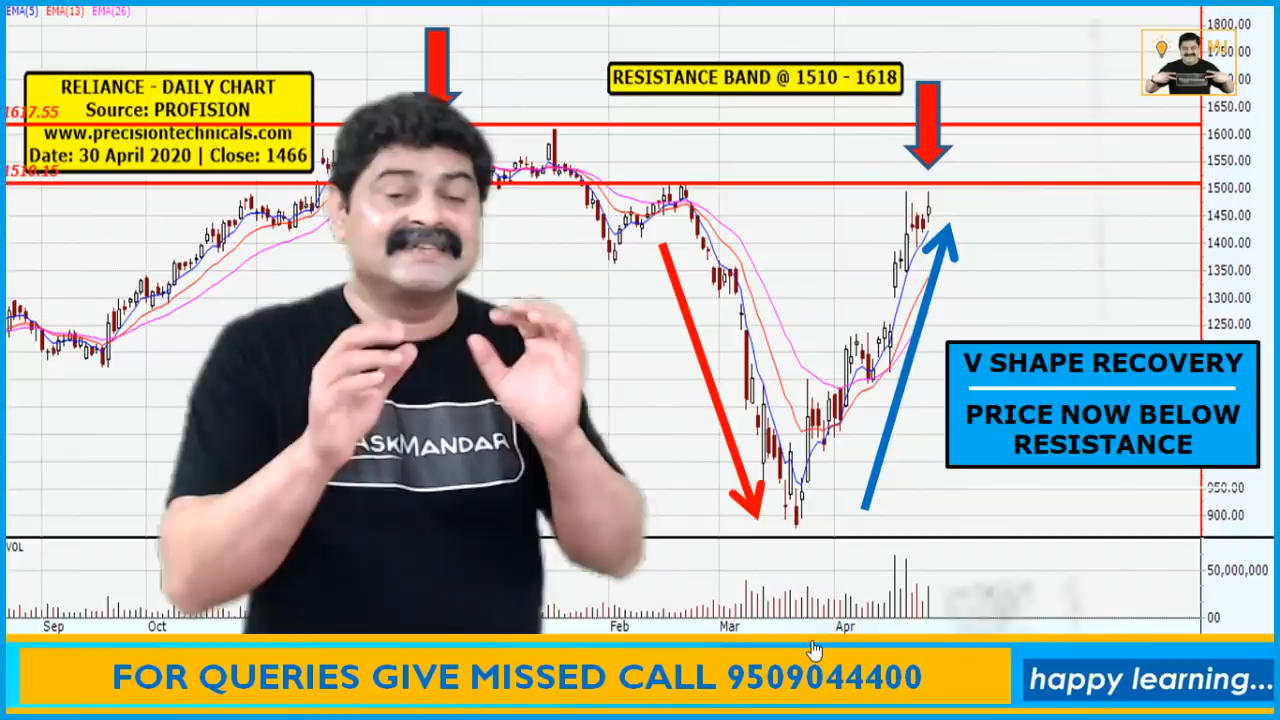 EMA(5) EMA(13) EMA(26)
RELIANCE - DAILY CHART
Source: PROFISION
www.precisiontechnicals.com
Date: 30 April 2020 | Close: 1466
1617.55
1510.15
RESISTANCE BAND @ 1510 - 1618
1800.00
1650.00
1600.00
1550.00
1500.00
1450.00
1400.00
1350.00
1300.00
1250.00
V SHAPE RECOVERY
PRICE NOW BELOW
RESISTANCE
ASKMANDAR
950.00
900.00
VOL
50,000,000
00
Sep Oct Feb Mar Apr
FOR QUERIES GIVE MISSED CALL 9509044400
happy learning...